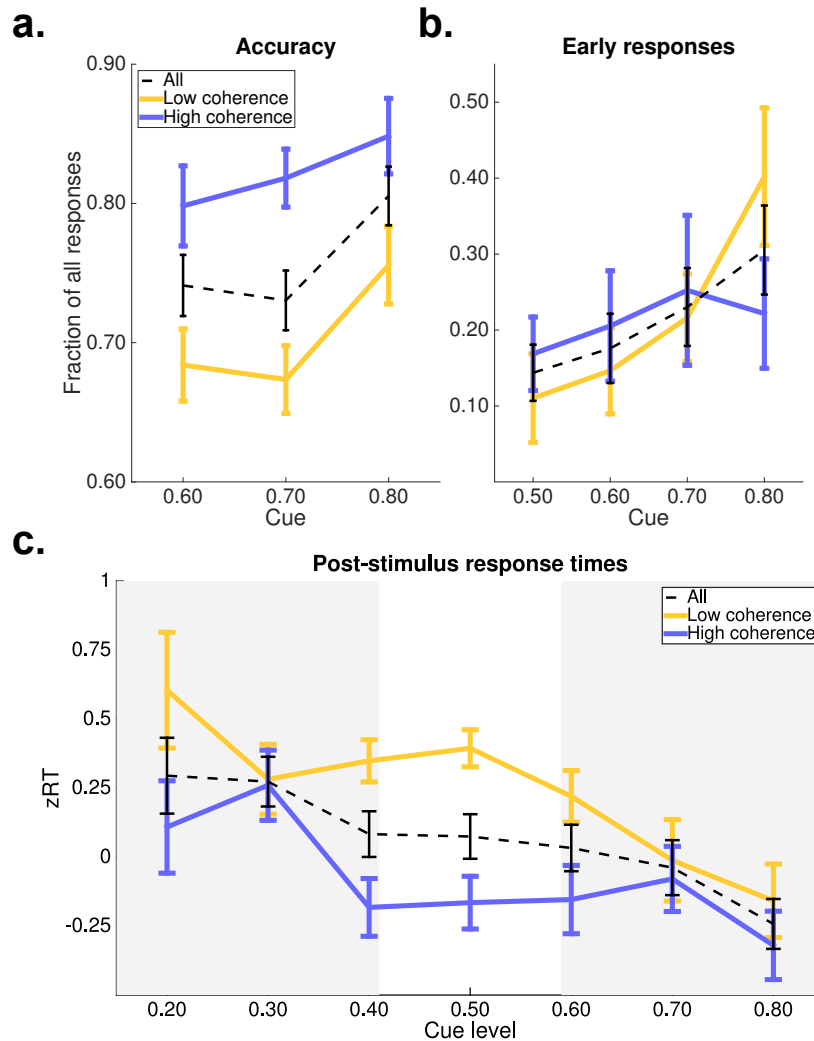 a.
Accuracy
0.90
0.80
0.70
0.60
Fraction of all responses
All
Low coherence
High coherence
0.60 0.70 0.80
Cue
b.
Early responses
0.50
0.40
0.30
0.20
0.10
0.50 0.60 0.70 0.80
Cue
c.
Post-stimulus response times
1
0.75
0.5
0.25
0
-0.25
zRT
All
Low coherence
High coherence
0.20 0.30 0.40 0.50 0.60 0.70 0.80
Cue level